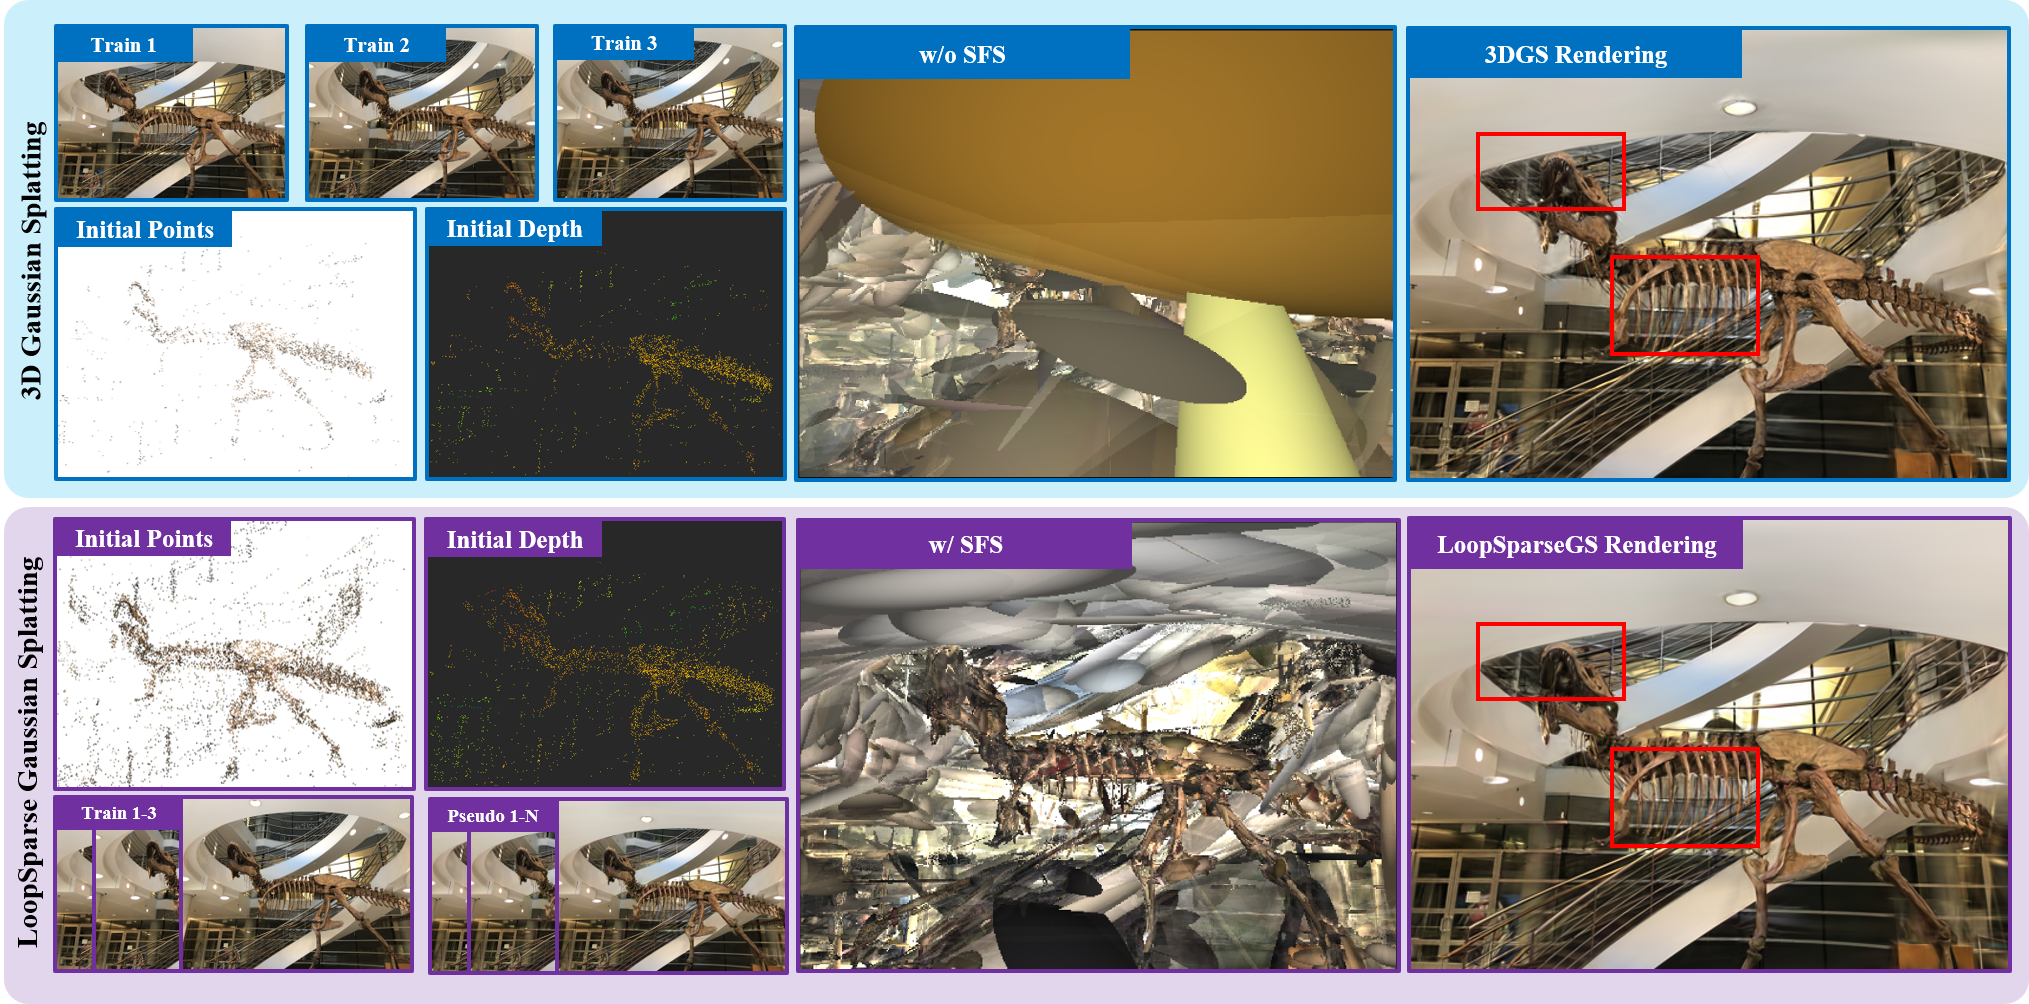 3D Gaussian Splatting
Train 1
Train 2
Train 3
w/o SFS
3DGS Rendering
Initial Points
Initial Depth
LoopSparse Gaussian Splatting
Initial Points
Initial Depth
w/ SFS
LoopSparseGS Rendering
Train 1-3
Pseudo 1-N